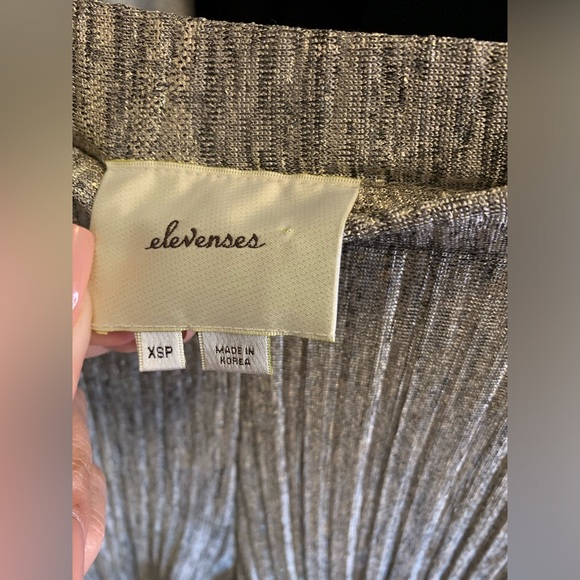 elevenses
XSP
MADE IN
KOREA